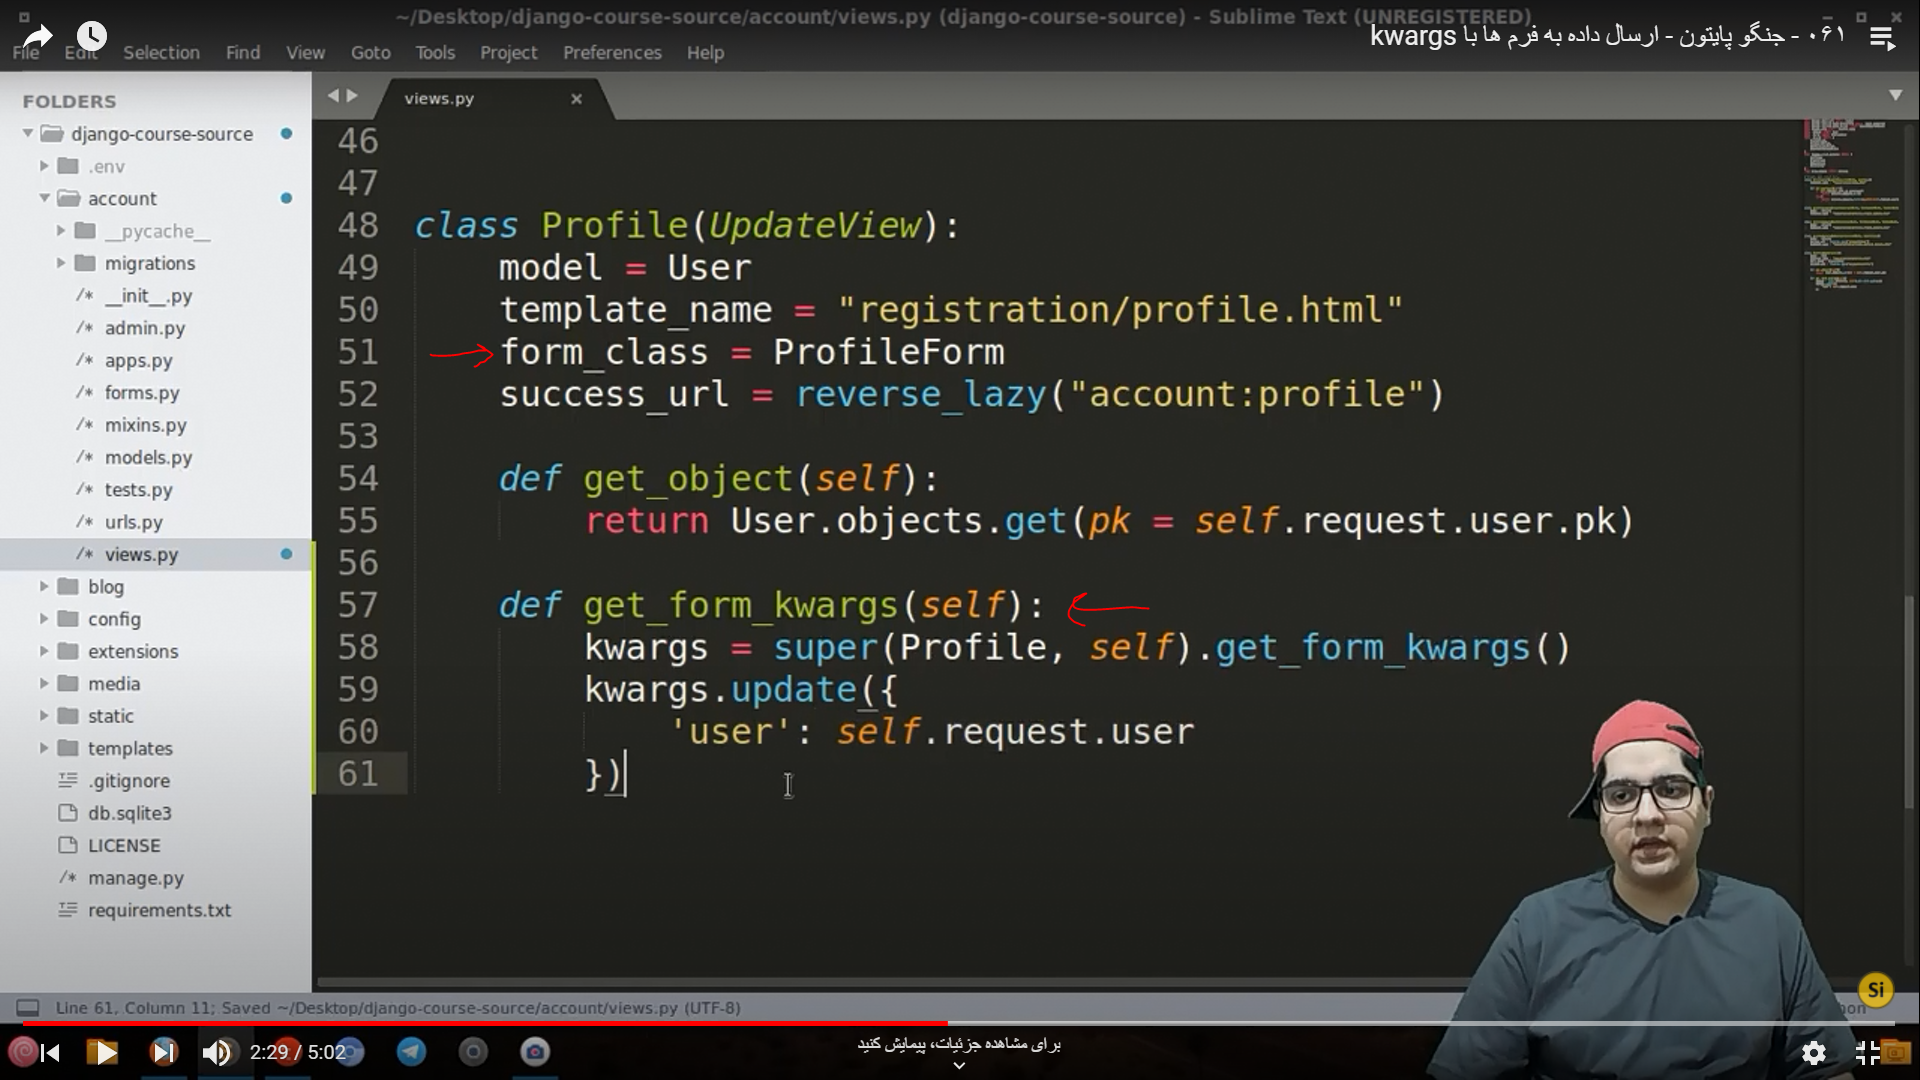 ~/Desktop/django-course-source/account/views.py (django-course-source) - Sublime Text (UNREGISTERED)
۰۶۱ - جنگو پایتون - ارسال داده به فرم ها با kwargs
File Edit Selection Find View Goto Tools Project Preferences Help
FOLDERS
django-course-source
.env
account
__pycache__
migrations
/* __init__.py
/* admin.py
/* apps.py
/* forms.py
/* mixins.py
/* models.py
/* tests.py
/* urls.py
/* views.py
blog
config
extensions
media
static
templates
.gitignore
db.sqlite3
LICENSE
/* manage.py
requirements.txt
views.py
46
47
48 class Profile(UpdateView):
49 model = User
50 template_name = "registration/profile.html"
51 form_class = ProfileForm
52 success_url = reverse_lazy("account:profile")
53
54 def get_object(self):
55 return User.objects.get(pk = self.request.user.pk)
56
57 def get_form_kwargs(self):
58 kwargs = super(Profile, self).get_form_kwargs()
59 kwargs.update({
60 'user': self.request.user
61 })
Si
Line 61, Column 11; Saved ~/Desktop/django-course-source/account/views.py (UTF-8)
2:29 / 5:02
برای مشاهده جزئیات، پیمایش کنید